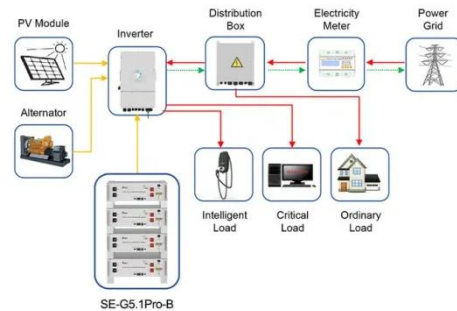 PV Module
Inverter
Distribution
Box
Electricity
Meter
Power
Grid
Alternator
Intelligent
Load
Critical
Load
Ordinary
Load
SE-G5.1Pro-B